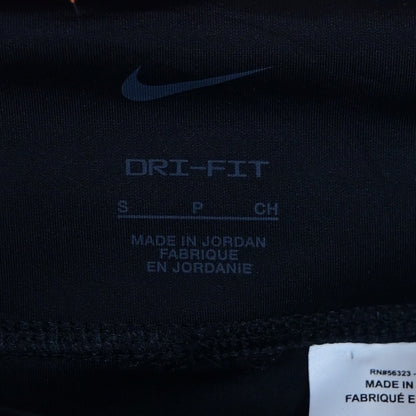 DRI-FIT
S P CH
MADE IN JORDAN
FABRIQUE
EN JORDANIE
RN#56323 -
MADE IN
FABRIQUÉ E